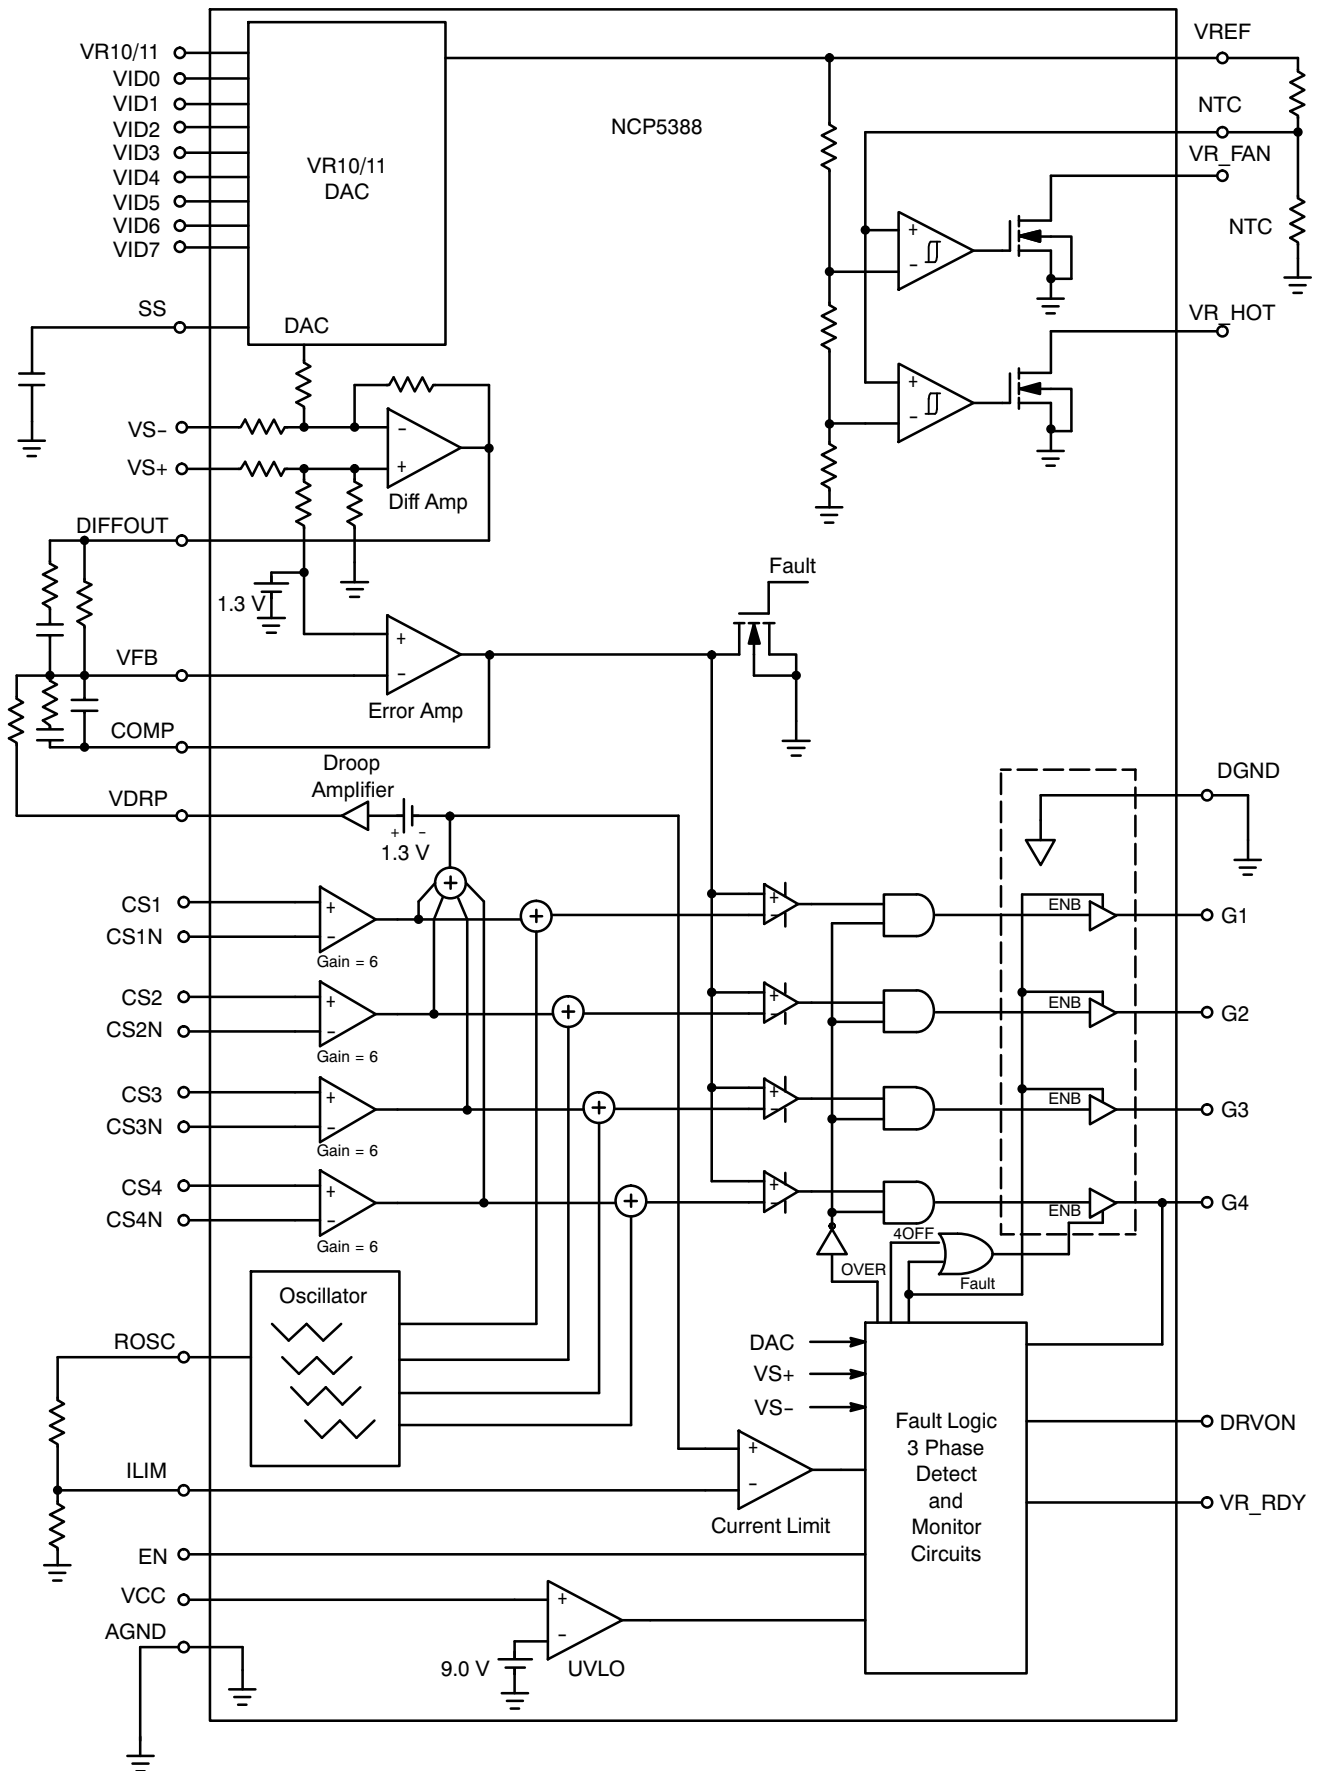 VREF
VR10/11
VID0
VID1
VID2
VID3
VID4
VID5
VID6
VID7
VR10/11
DAC
NCP5388
NTC
VR_FAN
NTC
SS
DAC
VR_HOT
VS–
–
VS+
+
Diff Amp
+
–
+
–
DIFFOUT
1.3 V
Fault
VFB
+
–
Error Amp
COMP
Droop
Amplifier
VDRP
+ –
1.3 V
DGND
+
CS1
CS1N
+
–
Gain = 6
+
+
–
ENB
G1
CS2
CS2N
+
–
Gain = 6
+
+
–
ENB
G2
CS3
CS3N
+
–
Gain = 6
+
+
–
ENB
G3
CS4
CS4N
+
–
Gain = 6
+
+
–
ENB
G4
4OFF
OVER
Fault
Oscillator
ROSC
DAC
VS+
VS–
Fault Logic
3 Phase
Detect
and
Monitor
Circuits
DRVON
ILIM
+
–
Current Limit
VR_RDY
EN
VCC
+
–
AGND
9.0 V
UVLO